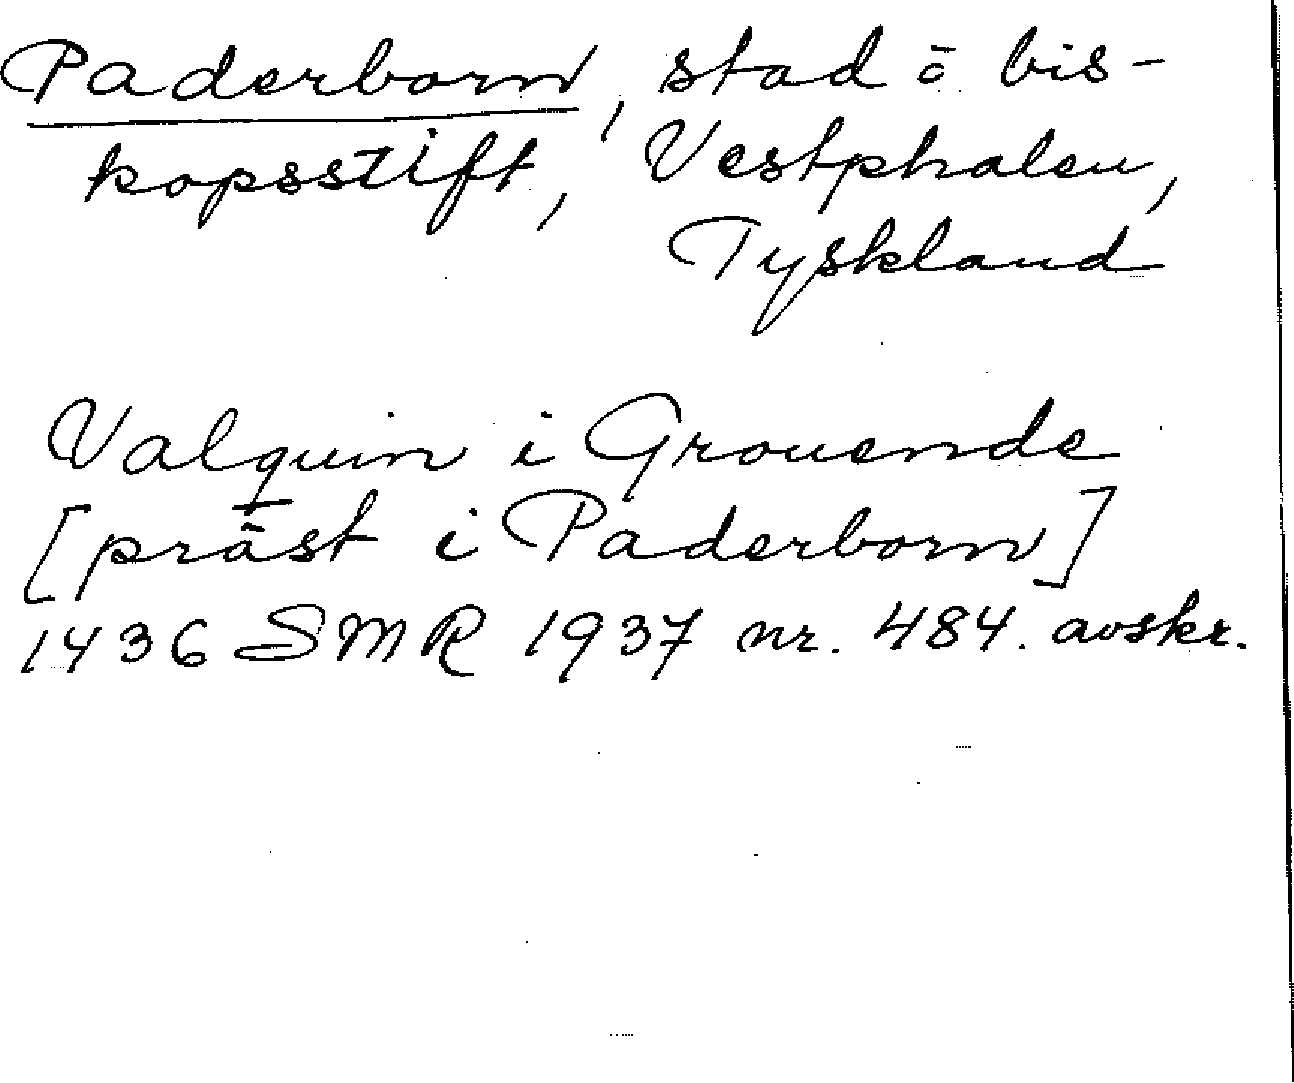 Paderborn, stad o bis-
kopsstift, Vestphalen,
Tyskland
Valquin i Grouende
[präst i Paderborn]
1436 SMR 1937 nr. 484. avskr.